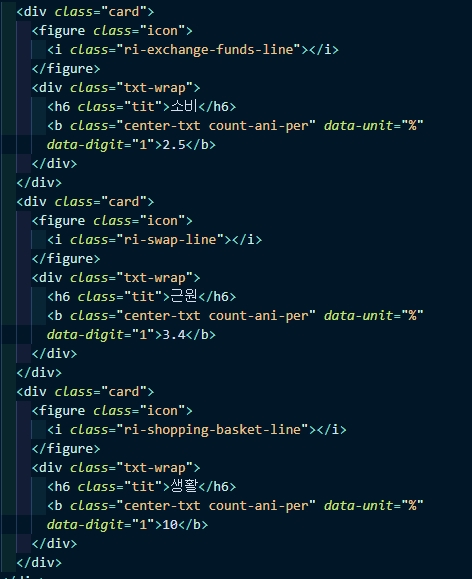 <div class="card">
<figure class="icon">
<i class="ri-exchange-funds-line"></i>
</figure>
<div class="txt-wrap">
<h6 class="tit">소비</h6>
<b class="center-txt count-ani-per" data-unit="%"
data-digit="1">2.5</b>
</div>
</div>
<div class="card">
<figure class="icon">
<i class="ri-swap-line"></i>
</figure>
<div class="txt-wrap">
<h6 class="tit">근원</h6>
<b class="center-txt count-ani-per" data-unit="%"
data-digit="1">3.4</b>
</div>
</div>
<div class="card">
<figure class="icon">
<i class="ri-shopping-basket-line"></i>
</figure>
<div class="txt-wrap">
<h6 class="tit">생활</h6>
<b class="center-txt count-ani-per" data-unit="%"
data-digit="1">10</b>
</div>
</div>